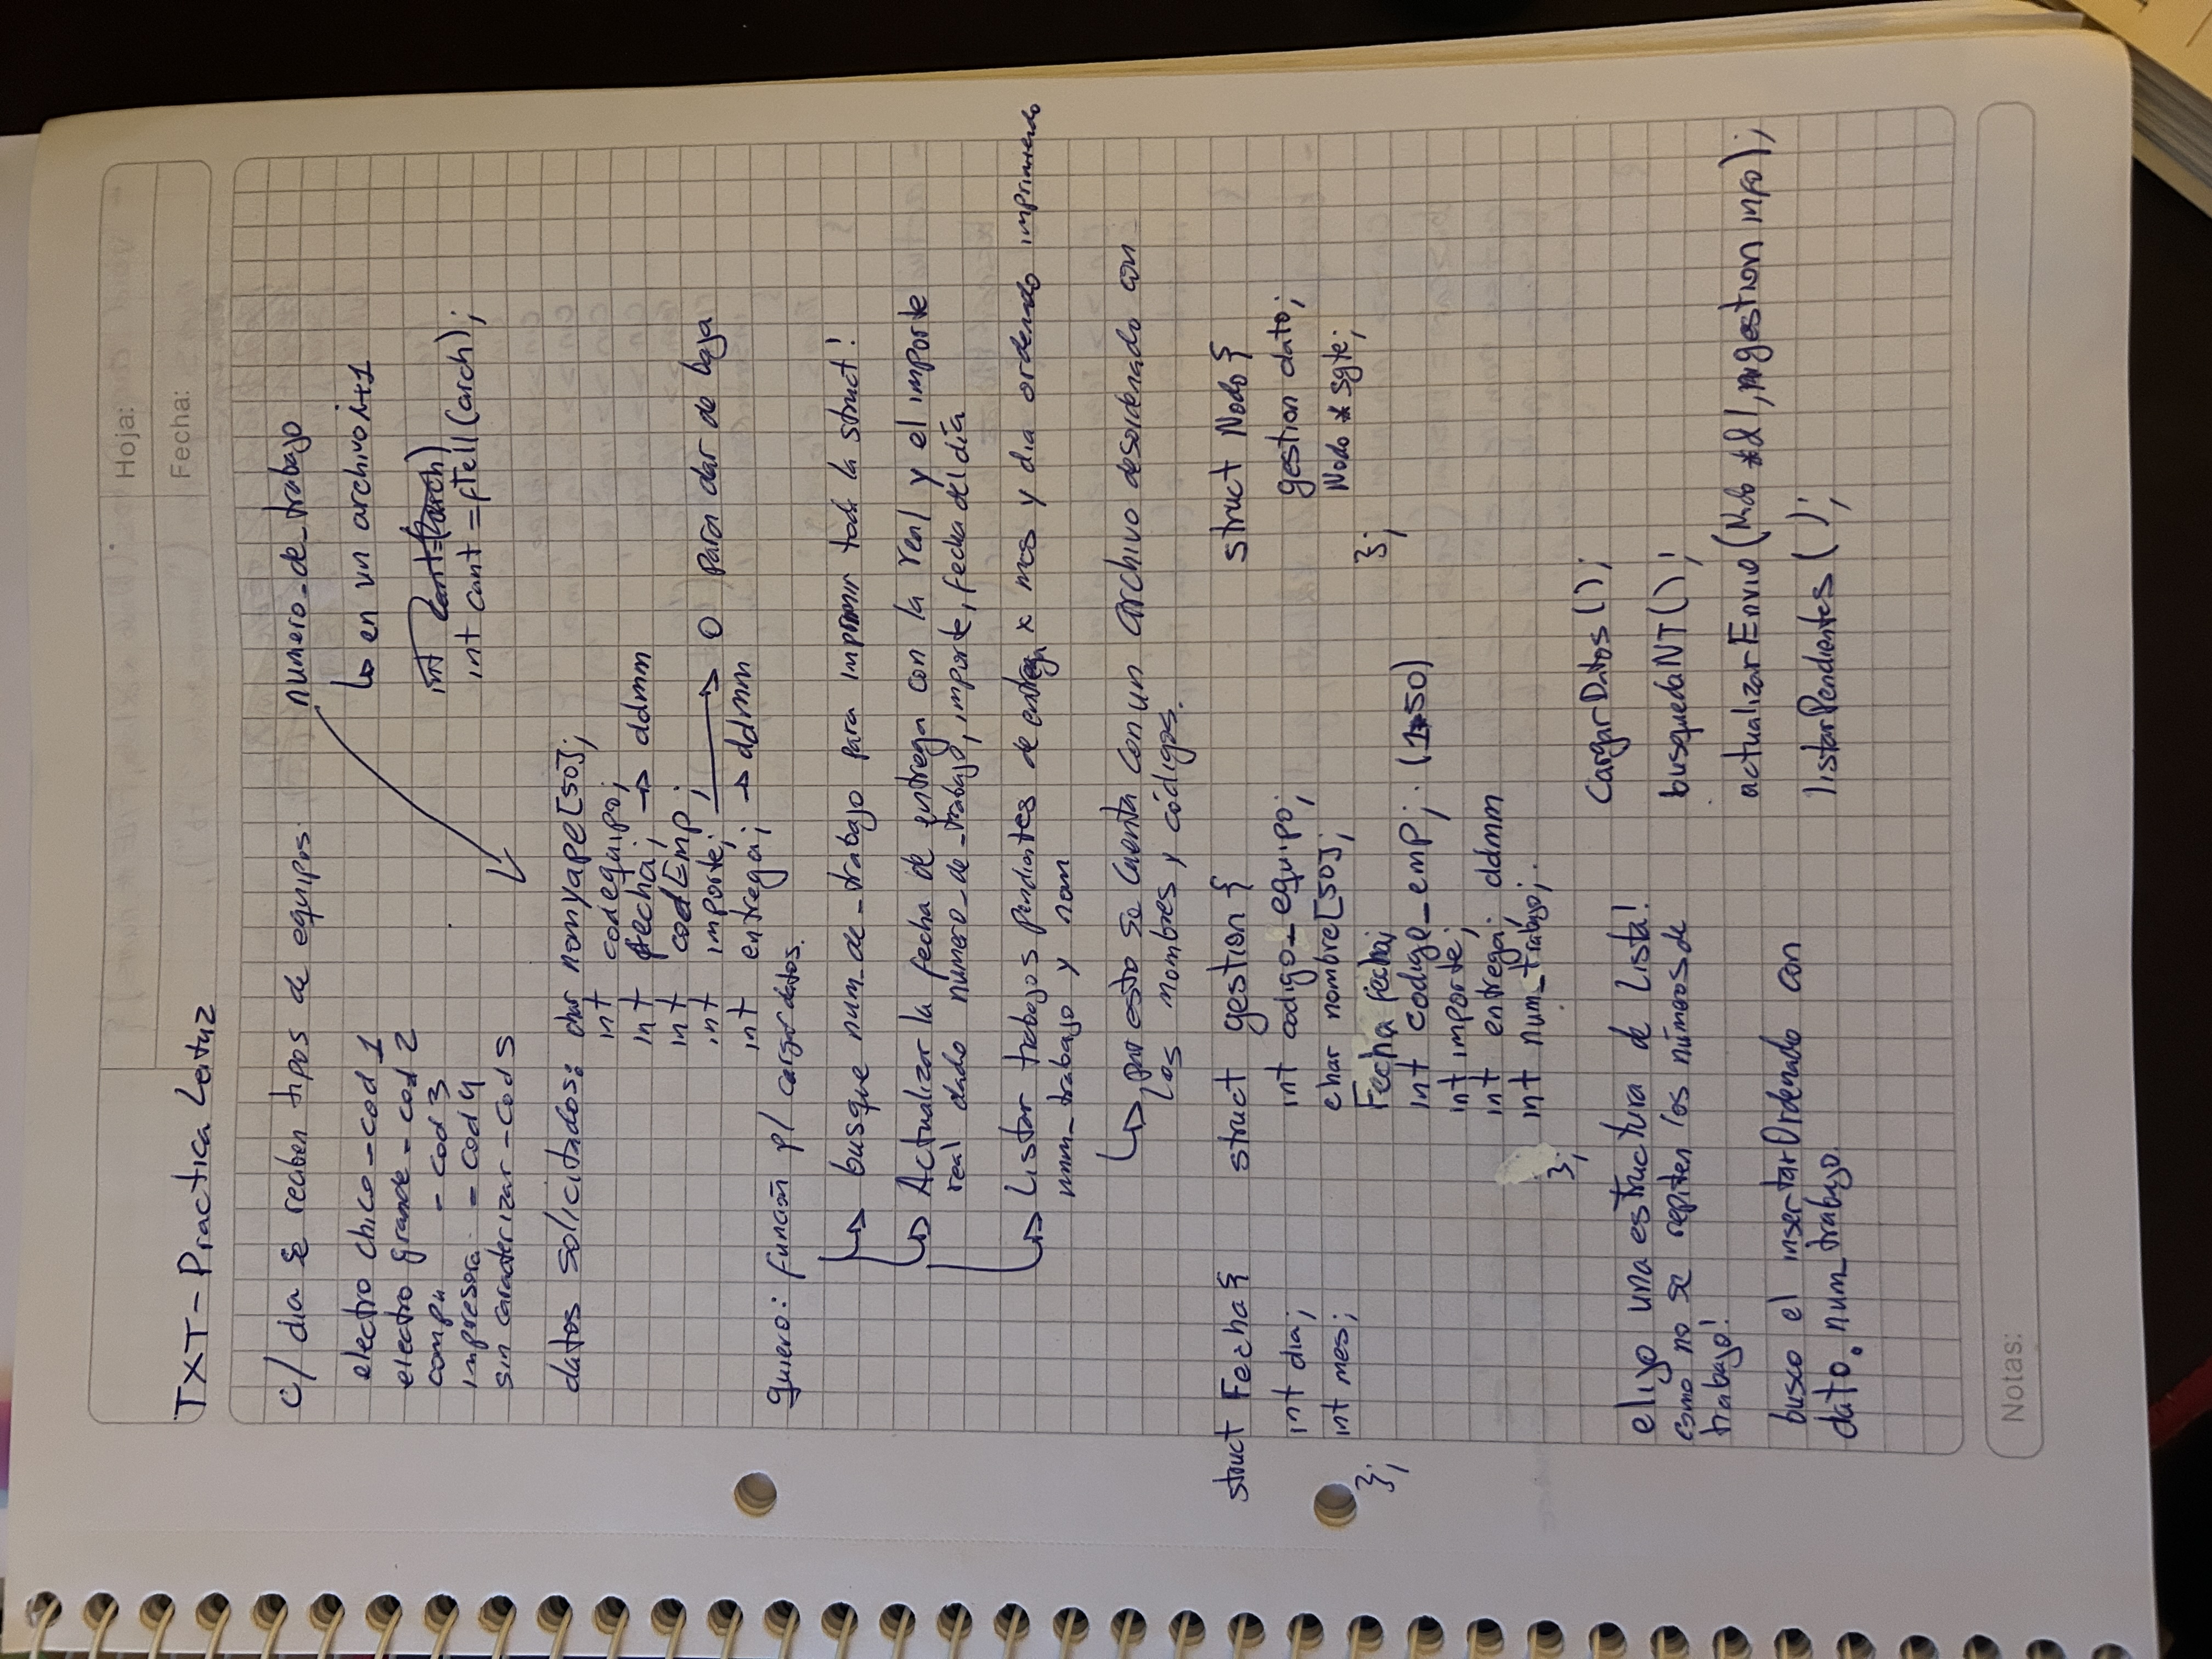 Hoja:
Fecha:
TXT - Practica
c/ dia se reciben tipos de equipos
numero_de_trabajo
electro chico - cod 1
↳ en un archivo i+1
electro grande - cod 2
compu - cod 3
int cant = fTell(arch);
impresora - cod 4
sin caracterizar - cod 5
datos solicitados: char nomyape[50];
int codequipo;
int fecha; → ddmm
int codEmp;
int importe; → 0 para dar de baja
int entrega; → ddmm
quiero: función p/ cargar datos.
↳ busque num_de_trabajo para imprimir toda la struct!
↳ Actualizar la fecha de entrega con la real y el importe
real dado numero_de_trabajo, importe, fecha del día
↳ Listar trabajos pendientes de entrega x mes y dia ordenado imprimiendo
num_trabajo y nom
↳ para esto se cuenta con un archivo desordenado con
los nombres y códigos.
struct Fecha {
int dia;
int mes;
};
struct gestion {
int codigo_equipo;
char nombre[50];
Fecha fecha;
int codigo_emp; (1-50)
int importe;
int entrega; ddmm
int num_trabajo;
};
struct Nodo {
gestion dato;
Nodo * sgte;
};
elijo una estructura de Lista!
como no se repiten los números de
trabajo!
busco el insertarOrdenado con
dato.num_trabajo
cargarDatos();
busquedaNT();
actualizarEnvio(Nodo *&l, gestion info);
listarPendientes( );
Notas: